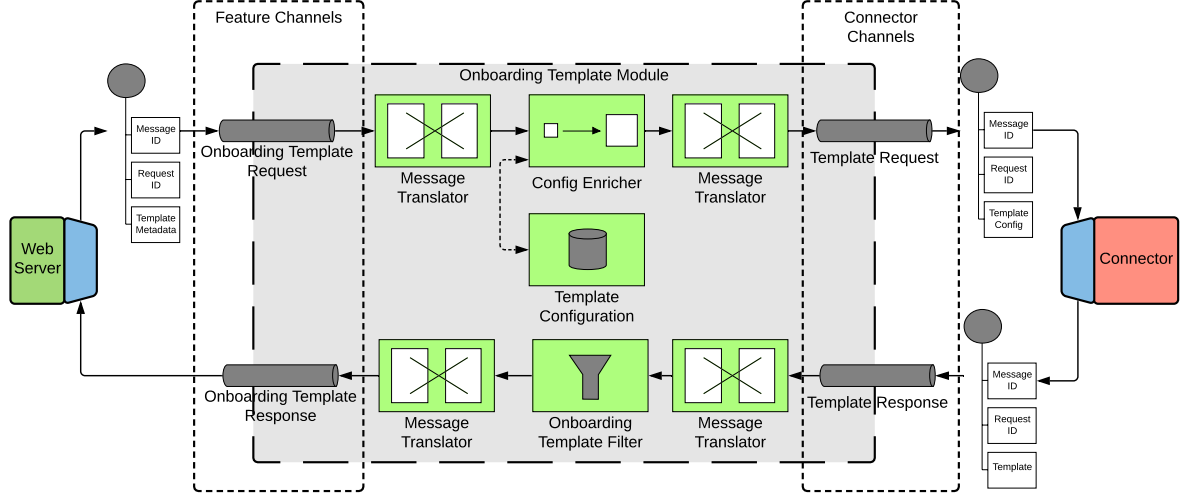 Feature Channels
Connector
Channels
Onboarding Template Module
Message
ID
Request
ID
Template
Metadata
Onboarding Template
Request
Message
Translator
Config Enricher
Message
Translator
Template Request
Message
ID
Request
ID
Template
Config
Web
Server
Connector
Template
Configuration
Onboarding Template
Response
Message
Translator
Onboarding
Template Filter
Message
Translator
Template Response
Message
ID
Request
ID
Template